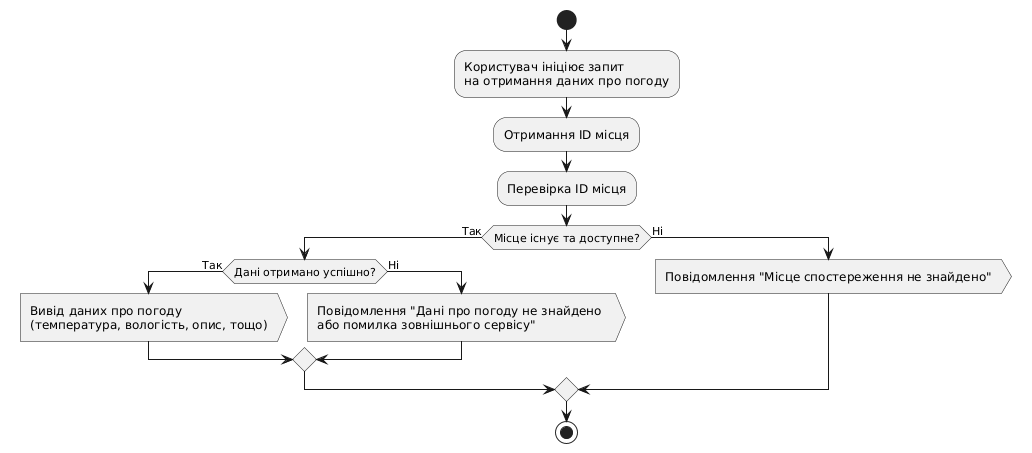 Користувач ініціює запит
на отримання даних про погоду
Отримання ID місця
Перевірка ID місця
Так
Місце існує та доступне?
Ні
Так
Дані отримано успішно?
Ні
Повідомлення "Місце спостереження не знайдено"
Вивід даних про погоду
(температура, вологість, опис, тощо)
Повідомлення "Дані про погоду не знайдено
або помилка зовнішнього сервісу"